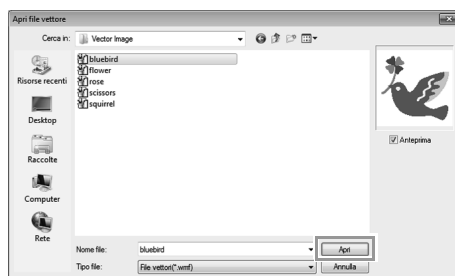 Apri file vettore
Cerca in:
Vector Image
bluebird
flower
rose
scissors
squirrel
Risorse recenti
Desktop
Raccolte
Computer
Rete
Anteprima
Nome file:
bluebird
Apri
Tipo file:
File vettori(*.wmf)
Annulla